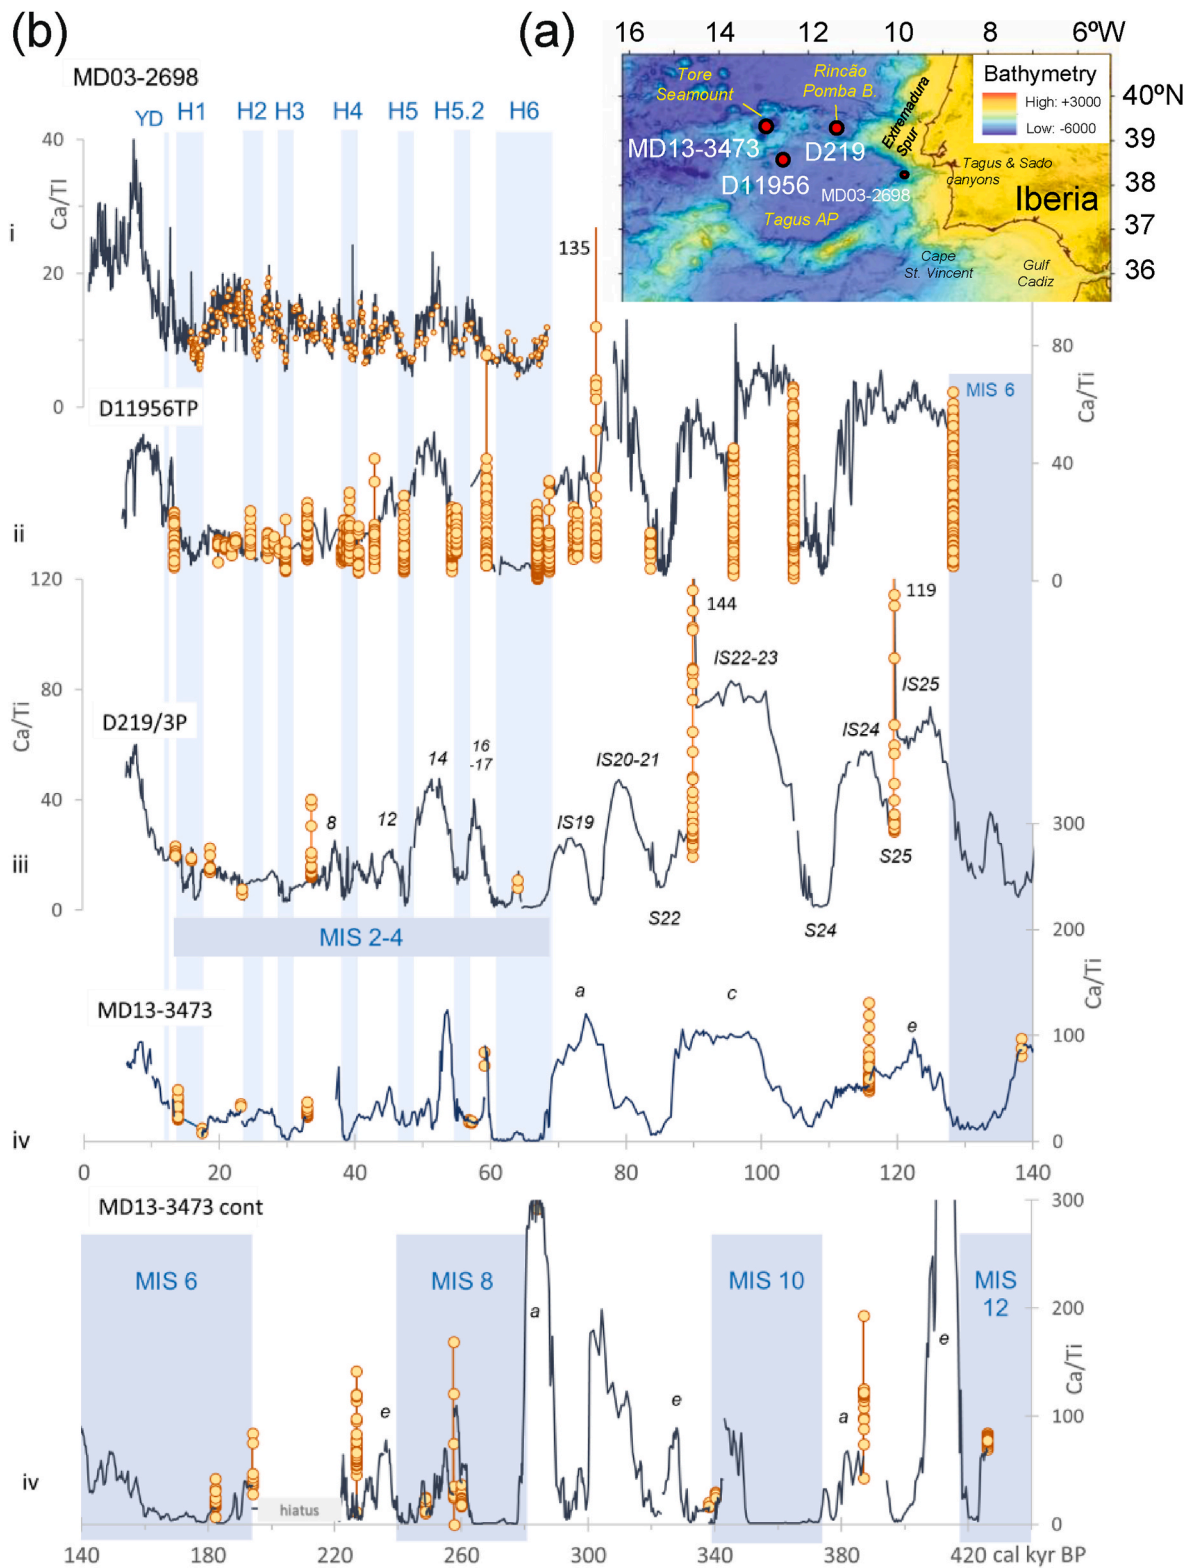 (b)
(a)
16 14 12 10 8 6ºW
MD03-2698
YD H1 H2 H3 H4 H5 H5.2 H6
Tore
Seamount
Rincão
Pomba B.
Extremadura
Spur
Bathymetry
High: +3000
Low: -6000
40ºN
39
38
37
36
MD13-3473
D219
D11956
MD03-2698
Tagus & Sado
canyons
Iberia
Tagus AP
Cape
St. Vincent
Gulf
Cadiz
40
20
0
Ca/Ti
i
135
D11956TP
80
40
0
Ca/Ti
MIS 6
ii
120
80
40
0
Ca/Ti
144
119
IS22-23
IS25
D219/3P
14
16
-17
IS20-21
IS24
8
12
IS19
S25
iii
S22
S24
MIS 2-4
300
200
100
0
Ca/Ti
MD13-3473
a
c
e
iv
0 20 40 60 80 100 120 140
MD13-3473 cont
300
200
100
0
Ca/Ti
MIS 6
MIS 8
MIS 10
MIS
12
a
e
e
e
a
iv
hiatus
140 180 220 260 300 340 380 420
cal kyr BP